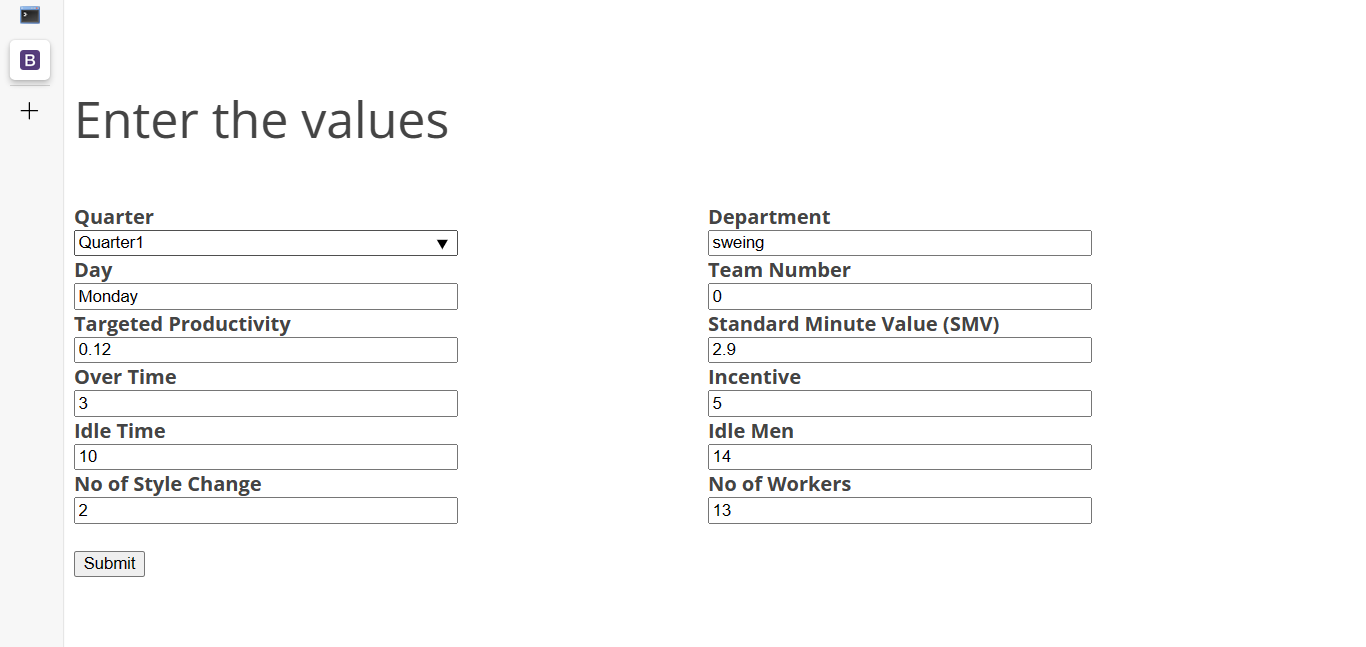 B
Enter the values
Quarter
Quarter1
Department
sweing
Day
Monday
Team Number
0
Targeted Productivity
0.12
Standard Minute Value (SMV)
2.9
Over Time
3
Incentive
5
Idle Time
10
Idle Men
14
No of Style Change
2
No of Workers
13
Submit